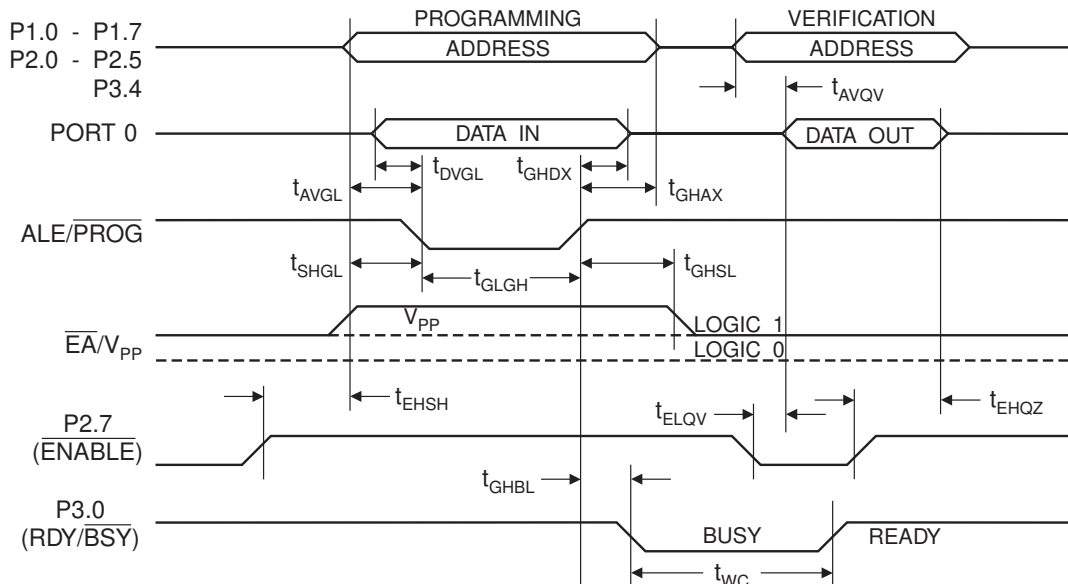 PROGRAMMING VERIFICATION
P1.0 - P1.7
P2.0 - P2.5
P3.4
ADDRESS ADDRESS
tAVQV
PORT 0 DATA IN DATA OUT
tDVGL tGHDX
tAVGL tGHAX
ALE/PROG
tSHGL tGLGH tGHSL
VPP
LOGIC 1
EA/VPP
LOGIC 0
tEHSH tELQV tEHQZ
P2.7
(ENABLE)
tGHBL
P3.0
(RDY/BSY) BUSY READY
tWC